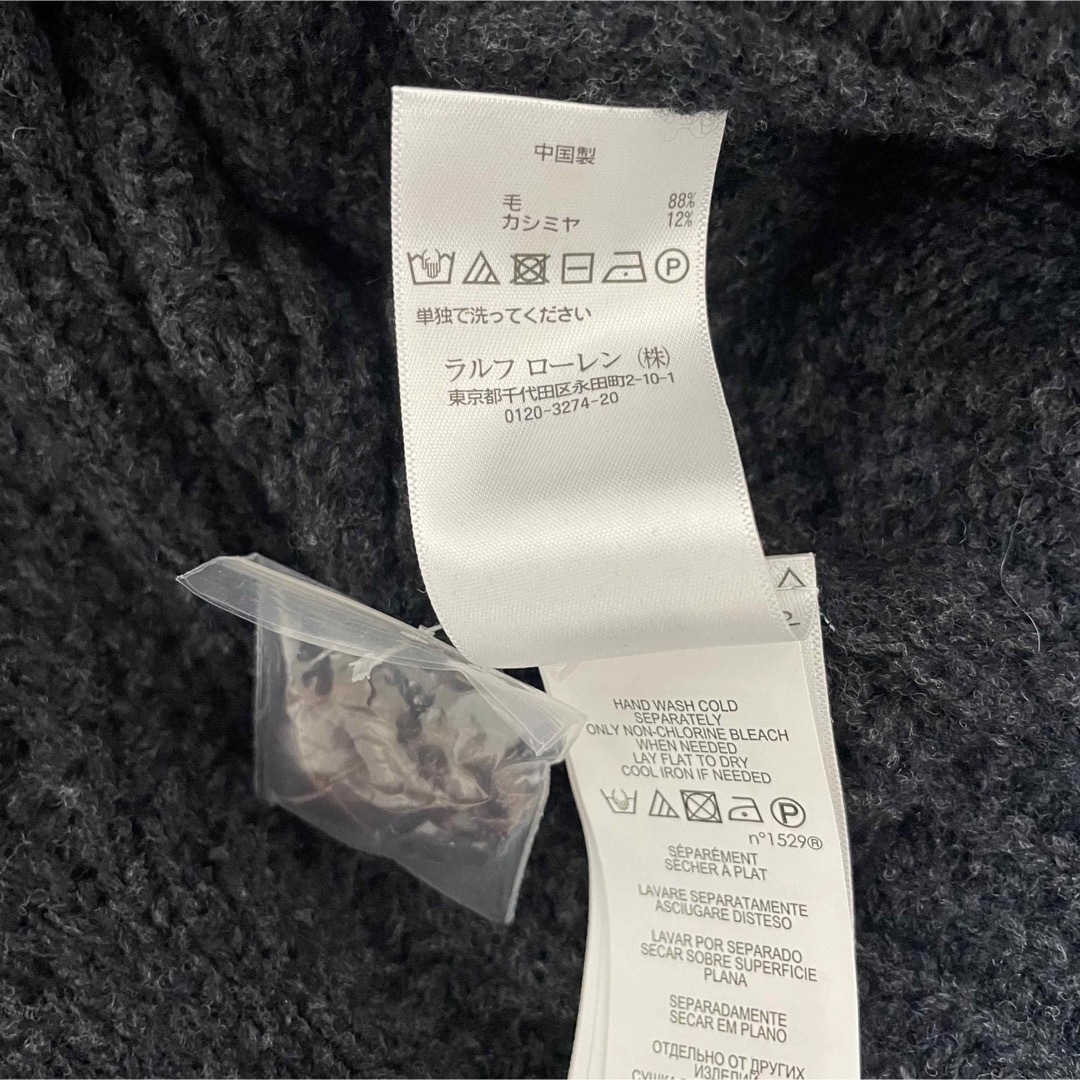 中国製
毛 88%
カシミヤ 12%
P
単独で洗ってください
ラルフ ローレン (株)
東京都千代田区永田町2-10-1
0120-3274-20
HAND WASH COLD
SEPARATELY
ONLY NON-CHLORINE BLEACH
WHEN NEEDED
LAY FLAT TO DRY
COOL IRON IF NEEDED
P
n°1529®
SÉPARÉMENT
SÉCHER À PLAT
LAVARE SEPARATAMENTE
ASCIUGARE DISTESO
LAVAR POR SEPARADO
SECAR SOBRE SUPERFICIE
PLANA
SEPARADAMENTE
SECAR EM PLANO
ОТДЕЛЬНО ОТ ДРУГИХ
ИЗДЕЛИЙ